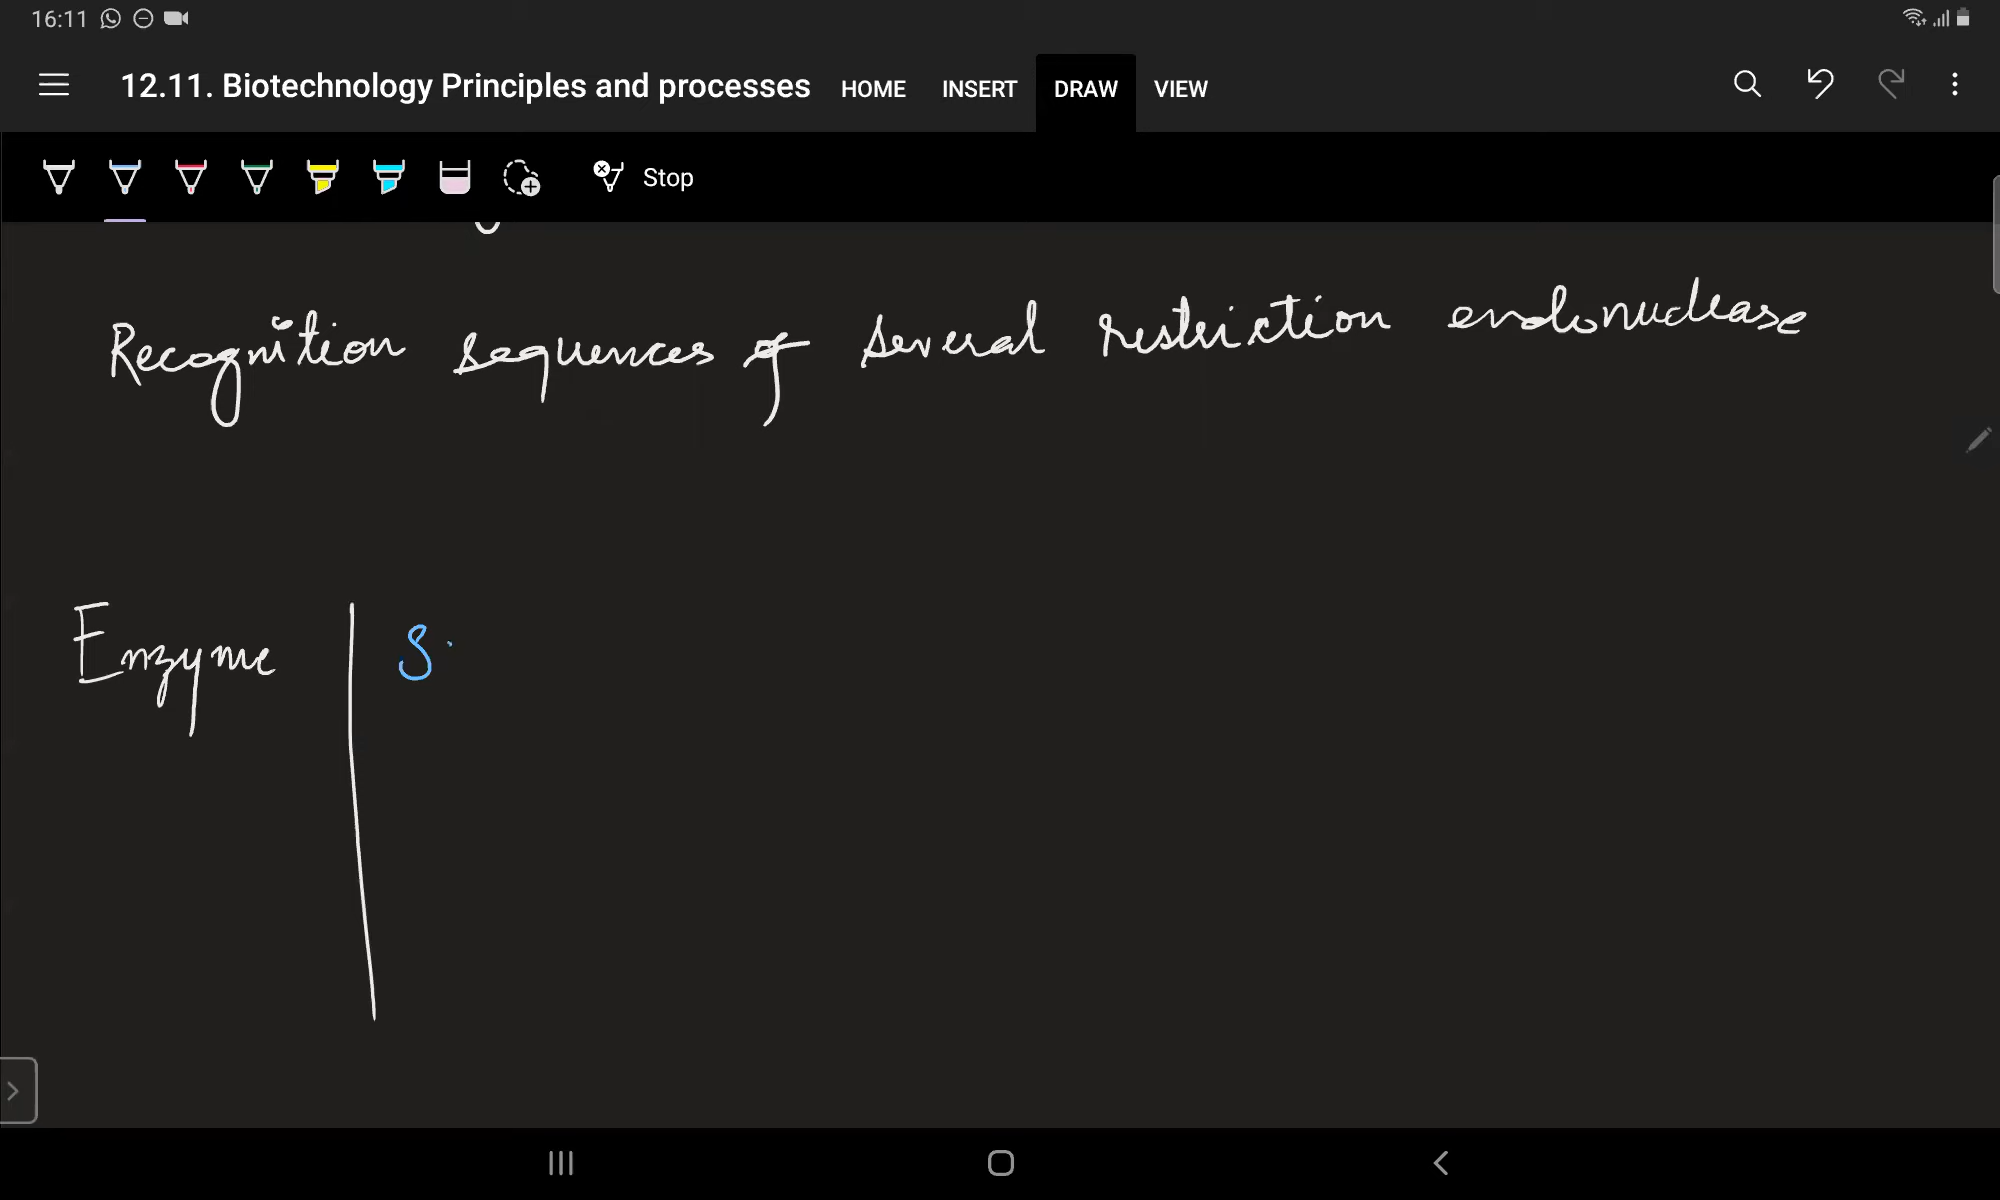 16:11
12.11. Biotechnology Principles and processes HOME INSERT DRAW VIEW
Stop
Recognition sequences of several restriction endonuclease
Enzyme S